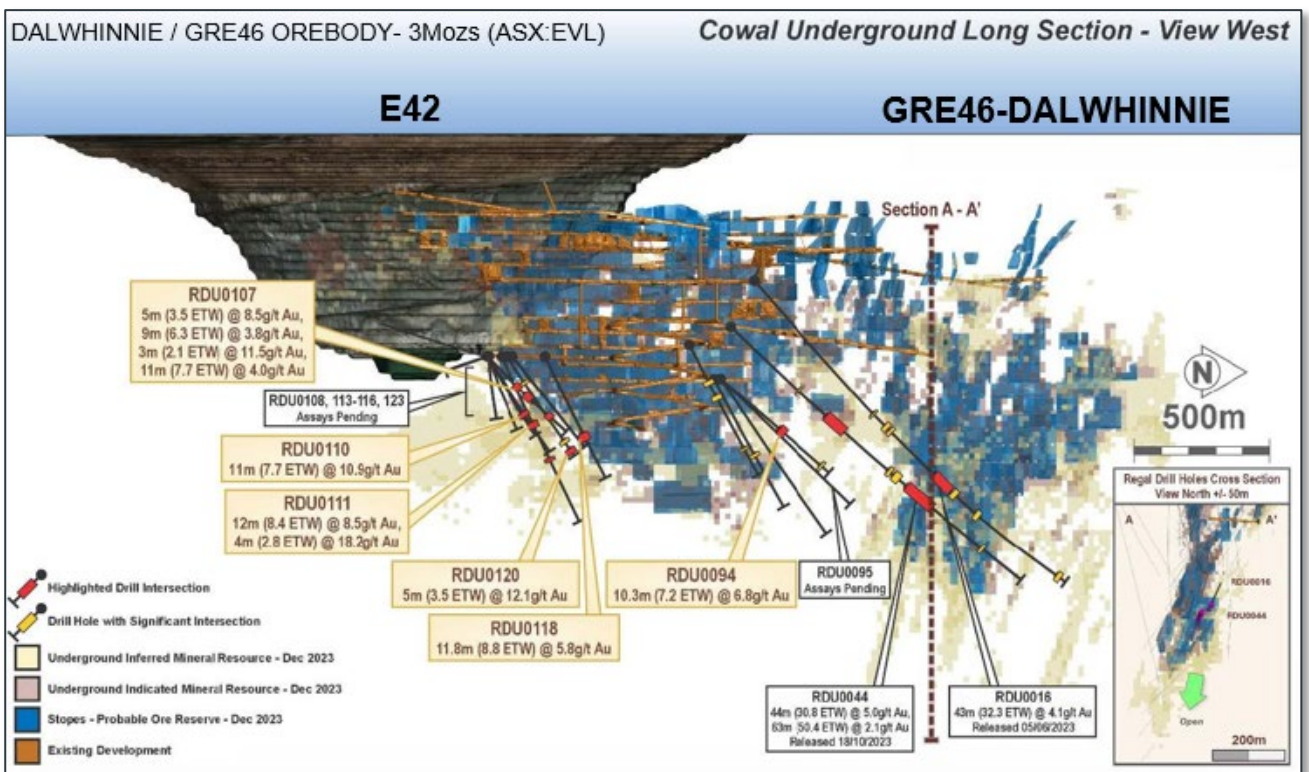 DALWHINNIE / GRE46 OREBODY- 3Mozs (ASX:EVL)
Cowal Underground Long Section - View West
E42
GRE46-DALWHINNIE
Section A - A'
RDU0107
5m (3.5 ETW) @ 8.5g/t Au,
9m (6.3 ETW) @ 3.8g/t Au,
3m (2.1 ETW) @ 11.5g/t Au,
11m (7.7 ETW) @ 4.0g/t Au
RDU0108, 113-116, 123
Assays Pending
RDU0110
11m (7.7 ETW) @ 10.9g/t Au
RDU0111
12m (8.4 ETW) @ 8.5g/t Au,
4m (2.8 ETW) @ 18.2g/t Au
RDU0120
5m (3.5 ETW) @ 12.1g/t Au
RDU0118
11.8m (8.8 ETW) @ 5.8g/t Au
RDU0094
10.3m (7.2 ETW) @ 6.8g/t Au
RDU0095
Assays Pending
RDU0044
44m (30.8 ETW) @ 5.0g/t Au,
63m (50.4 ETW) @ 2.1g/t Au
Released 18/10/2023
RDU0016
43m (32.3 ETW) @ 4.1g/t Au
Released 05/06/2023
N
500m
Regal Drill Holes Cross Section
View North +/- 50m
A
A'
RDU0016
RDU0044
Open
200m
Highlighted Drill Intersection
Drill Hole with Significant Intersection
Underground Inferred Mineral Resource - Dec 2023
Underground Indicated Mineral Resource - Dec 2023
Stopes - Probable Ore Reserve - Dec 2023
Existing Development